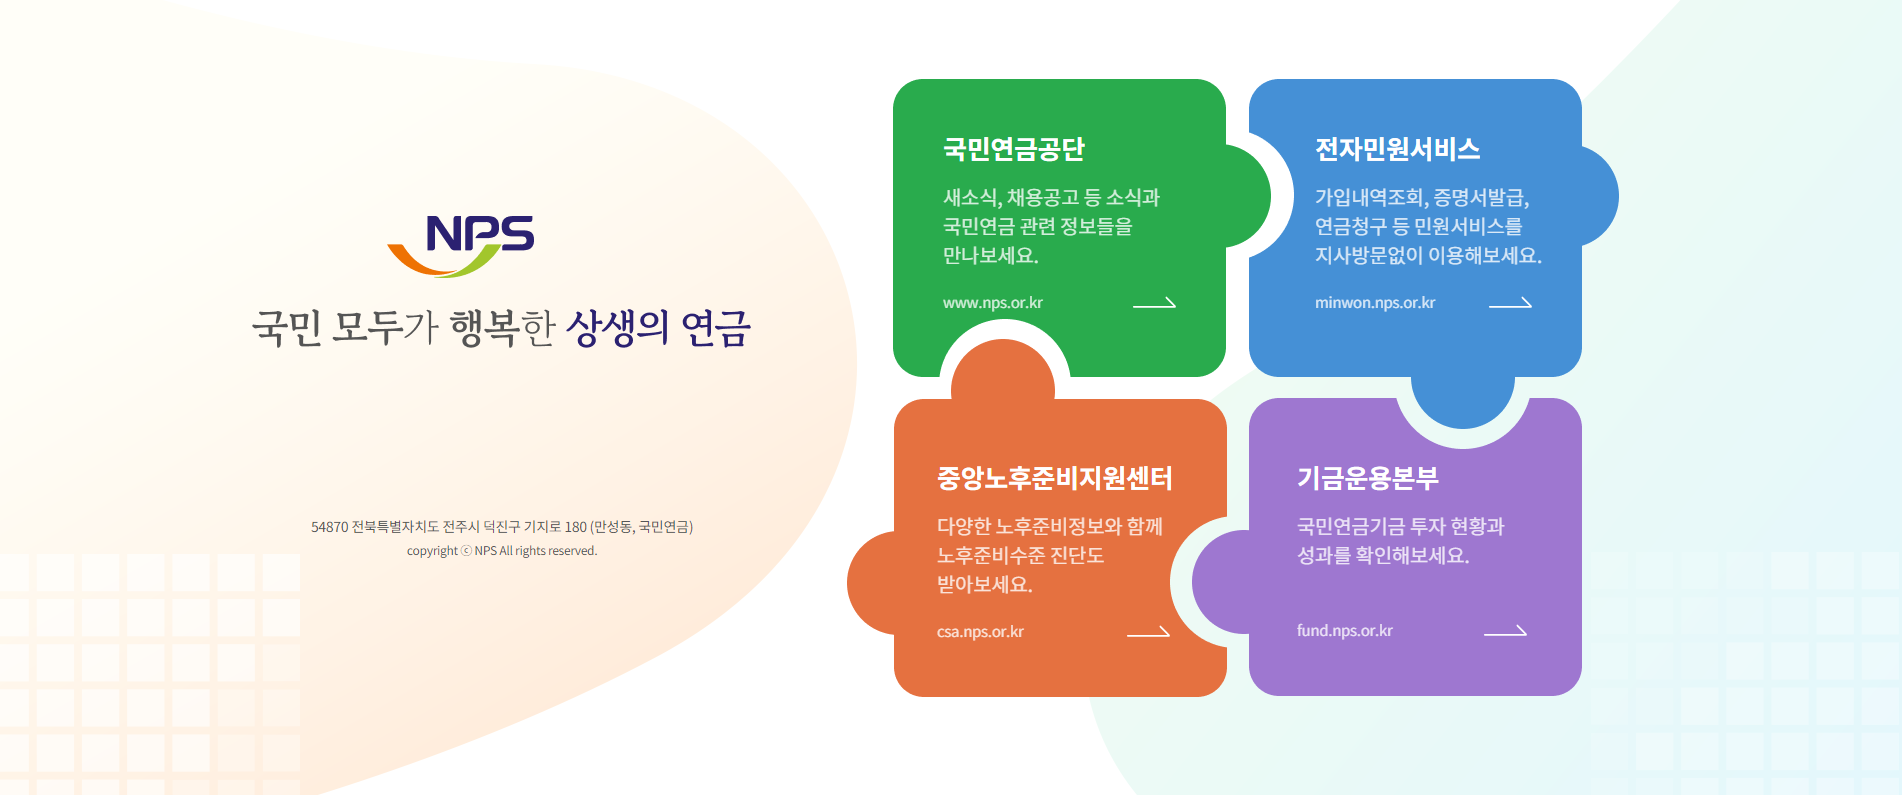 NPS
국민 모두가 행복한 상생의 연금
54870 전북특별자치도 전주시 덕진구 기지로 180 (만성동, 국민연금)
copyright ⓒ NPS All rights reserved.
국민연금공단
새소식, 채용공고 등 소식과
국민연금 관련 정보들을
만나보세요.
www.nps.or.kr
전자민원서비스
가입내역조회, 증명서발급,
연금청구 등 민원서비스를
지사방문없이 이용해보세요.
minwon.nps.or.kr
중앙노후준비지원센터
다양한 노후준비정보와 함께
노후준비수준 진단도
받아보세요.
csa.nps.or.kr
기금운용본부
국민연금기금 투자 현황과
성과를 확인해보세요.
fund.nps.or.kr